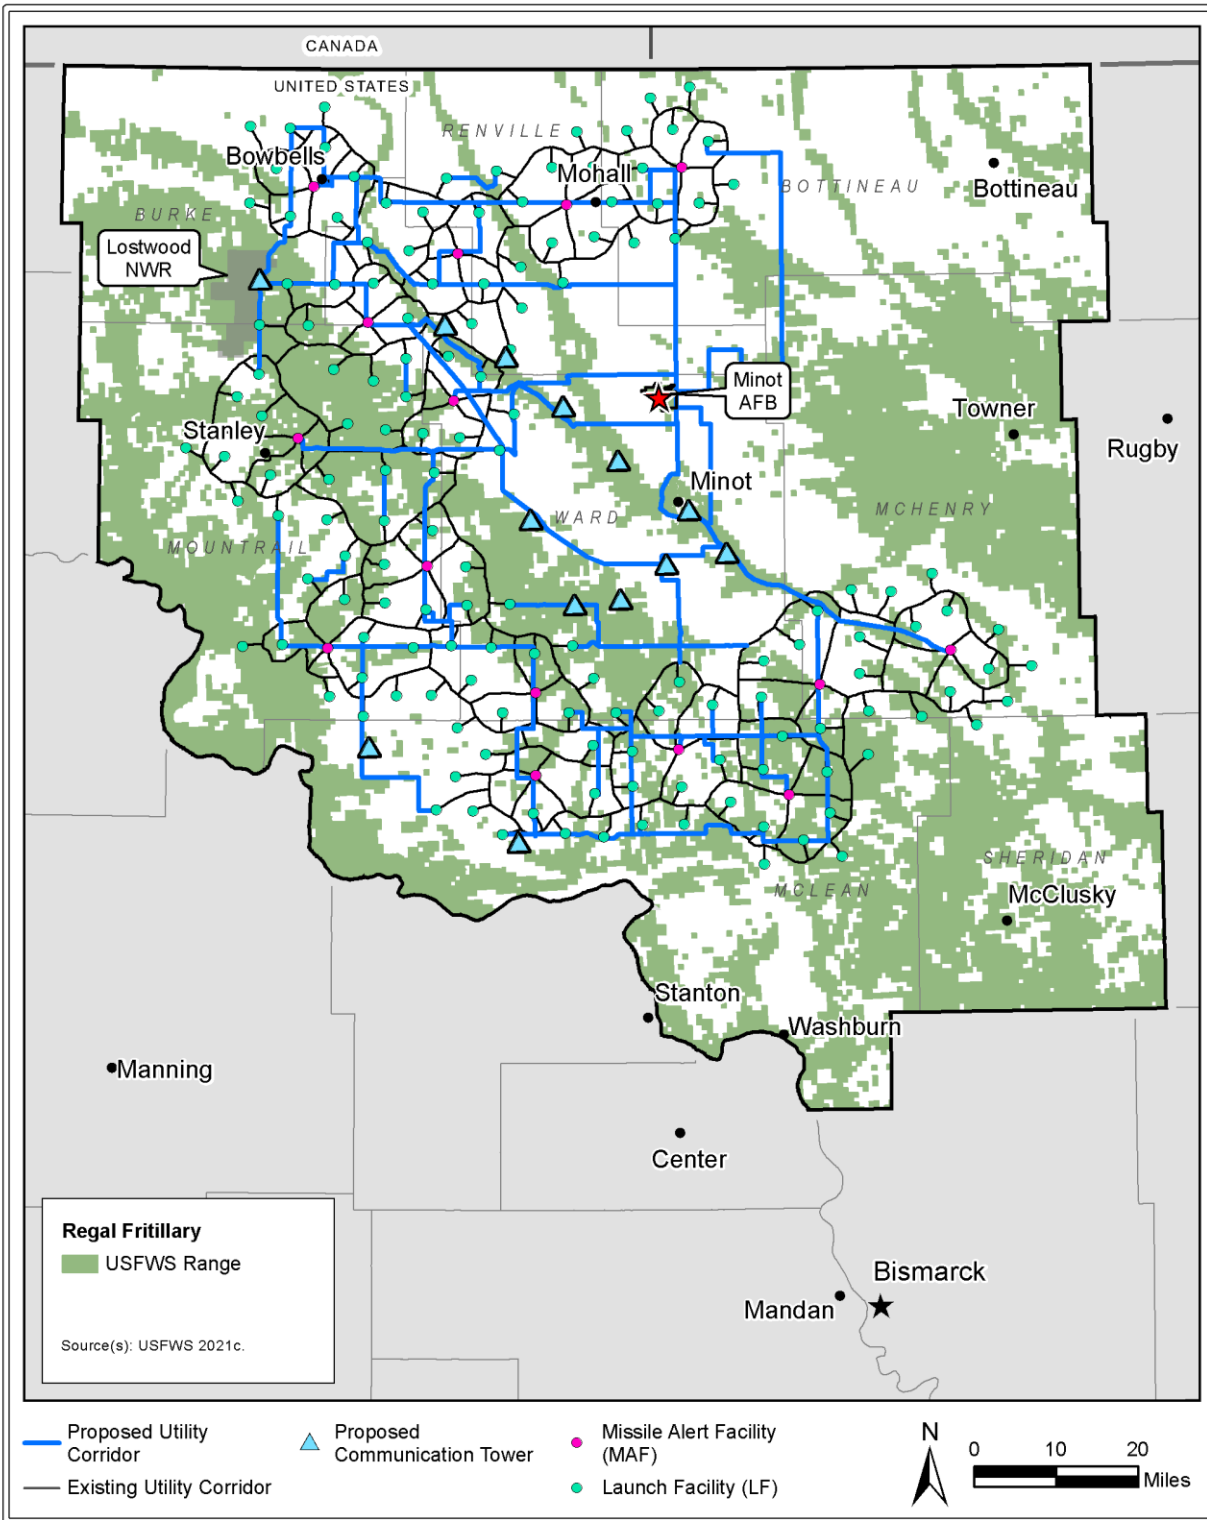 CANADA
UNITED STATES
RENVILLE
Bowbells
Mohall
BOTTINEAU
Bottineau
BURKE
Lostwood
NWR
Minot
AFB
Towner
Rugby
Stanley
Minot
WARD
MCHENRY
MOUNTRAIL
SHERIDAN
MCLEAN
McClusky
Stanton
Washburn
Manning
Center
Regal Fritillary
USFWS Range
Source(s): USFWS 2021c.
Bismarck
Mandan
Proposed Utility
Corridor
Existing Utility Corridor
Proposed
Communication Tower
Missile Alert Facility
(MAF)
Launch Facility (LF)
N
0 10 20
Miles